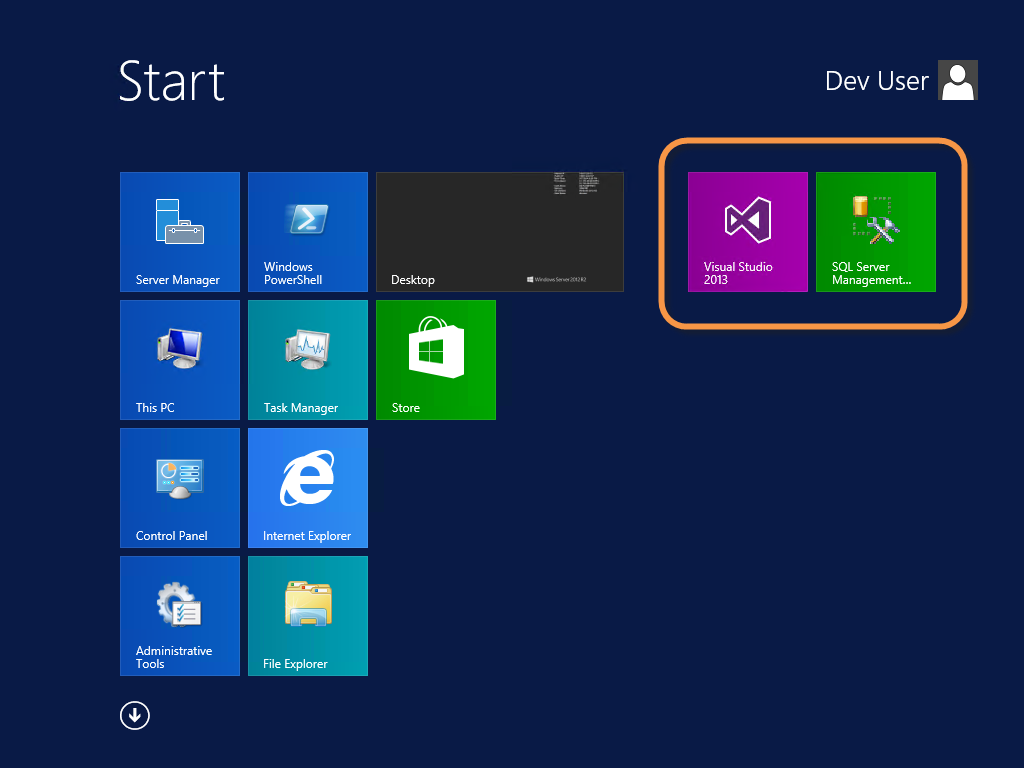 Start
Dev User
Server Manager
Windows
PowerShell
Desktop
Windows Server 2012 R2
Visual Studio
2013
SQL Server
Management...
This PC
Task Manager
Store
Control Panel
Internet Explorer
Administrative
Tools
File Explorer